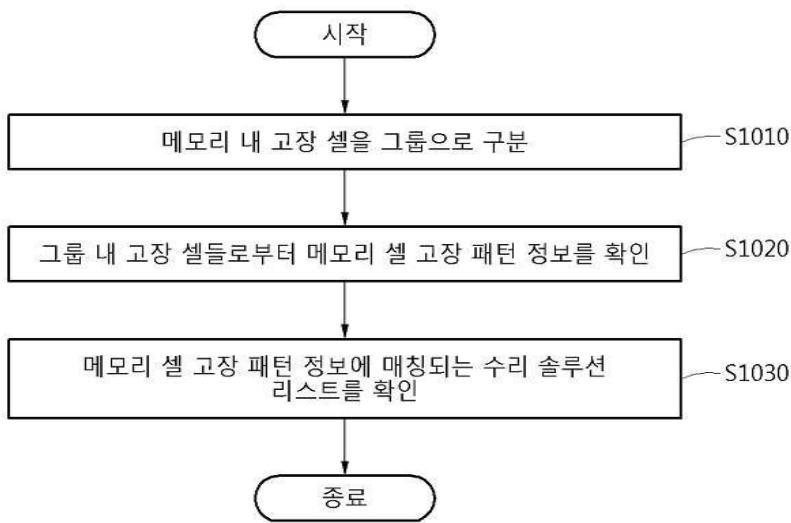 시작
메모리 내 고장 셀을 그룹으로 구분
S1010
그룹 내 고장 셀들로부터 메모리 셀 고장 패턴 정보를 확인
S1020
메모리 셀 고장 패턴 정보에 매칭되는 수리 솔루션
리스트를 확인
S1030
종료